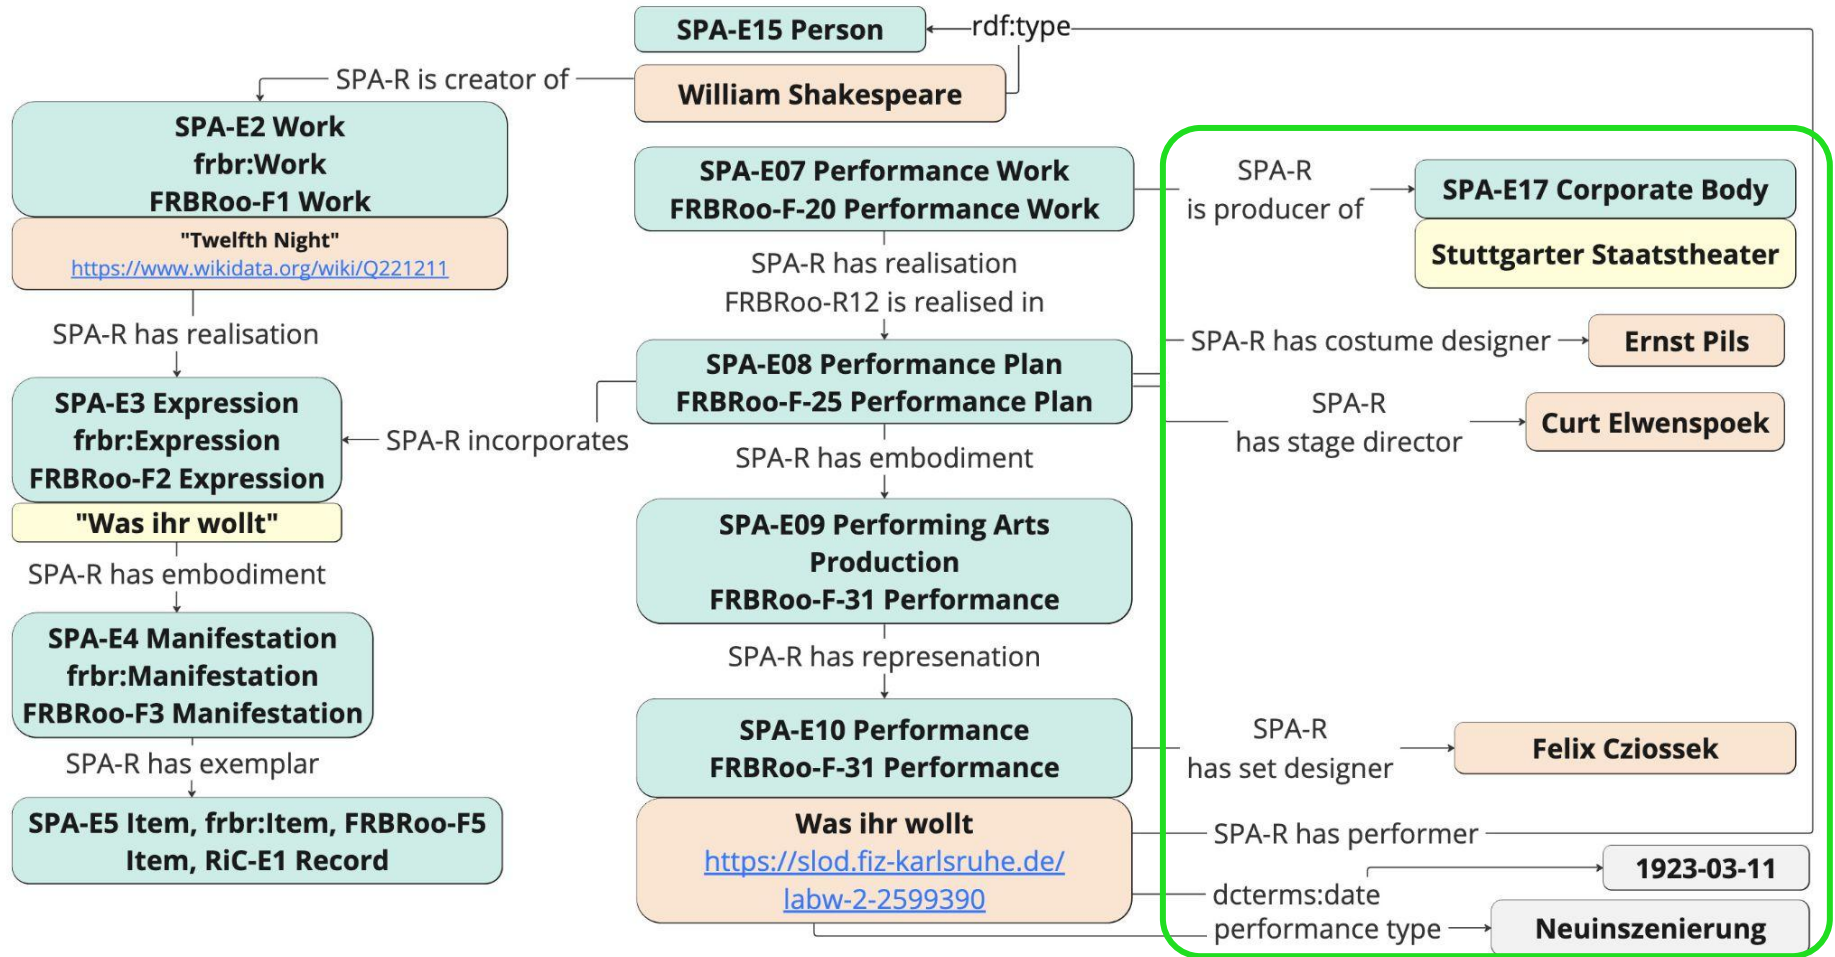 SPA-E15 Person
rdf:type
SPA-R is creator of
William Shakespeare
SPA-E2 Work
frbr:Work
FRBRoo-F1 Work
"Twelfth Night"
https://www.wikidata.org/wiki/Q221211
SPA-R has realisation
SPA-E3 Expression
frbr:Expression
FRBRoo-F2 Expression
"Was ihr wollt"
SPA-R has embodiment
SPA-E4 Manifestation
frbr:Manifestation
FRBRoo-F3 Manifestation
SPA-R has exemplar
SPA-E5 Item, frbr:Item, FRBRoo-F5
Item, RiC-E1 Record
SPA-E07 Performance Work
FRBRoo-F-20 Performance Work
SPA-R has realisation
FRBRoo-R12 is realised in
SPA-E08 Performance Plan
FRBRoo-F-25 Performance Plan
SPA-R incorporates
SPA-R has embodiment
SPA-E09 Performing Arts
Production
FRBRoo-F-31 Performance
SPA-R has represenation
SPA-E10 Performance
FRBRoo-F-31 Performance
Was ihr wollt
https://slod.fiz-karlsruhe.de/
labw-2-2599390
SPA-R
is producer of
SPA-E17 Corporate Body
Stuttgarter Staatstheater
SPA-R has costume designer
Ernst Pils
SPA-R
has stage director
Curt Elwenspoek
SPA-R
has set designer
Felix Cziossek
SPA-R has performer
dcterms:date
1923-03-11
performance type
Neuinszenierung